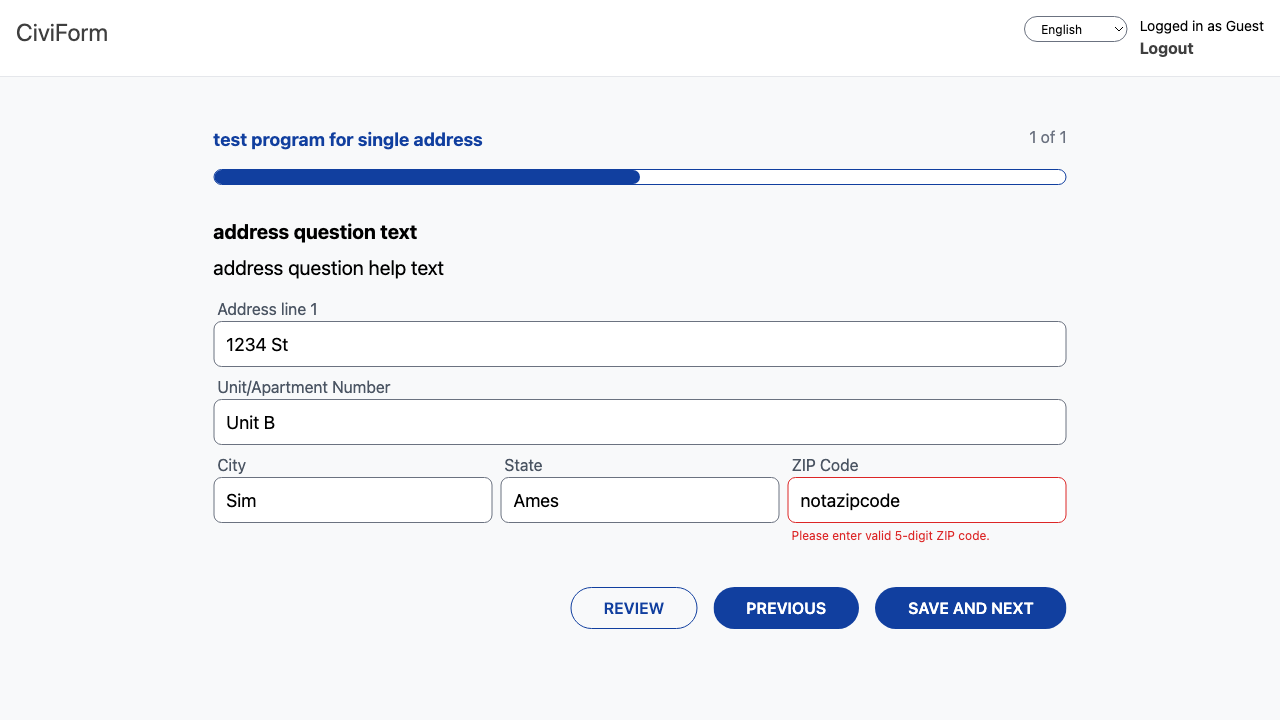 CiviForm
English
Logged in as Guest
Logout
test program for single address
1 of 1
address question text
address question help text
Address line 1
1234 St
Unit/Apartment Number
Unit B
City
State
ZIP Code
Sim
Ames
notazipcode
Please enter valid 5-digit ZIP code.
REVIEW
PREVIOUS
SAVE AND NEXT